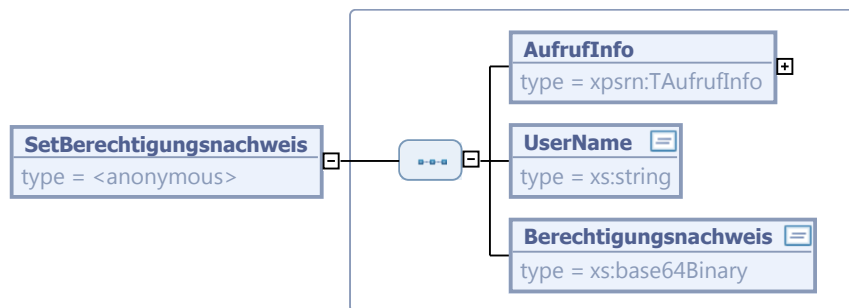 AufrufInfo
type = xpsrn:TAufrufInfo
SetBerechtigungsnachweis
type = <anonymous>
UserName
type = xs:string
Berechtigungsnachweis
type = xs:base64Binary